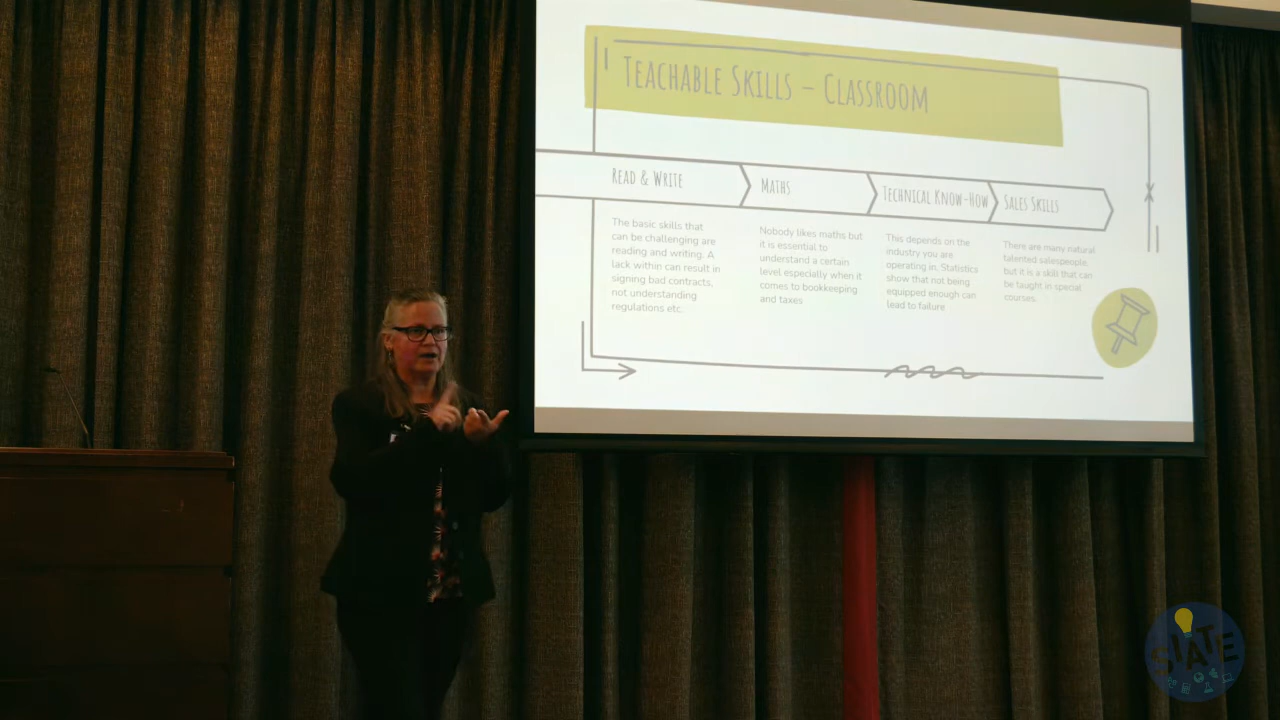 TEACHABLE SKILLS – CLASSROOM
READ & WRITE
The basic skills that
can be challenging are
reading and writing. A
lack within can result in
signing bad contracts,
not understanding
regulations etc.
MATHS
Nobody likes maths but
it is essential to
understand a certain
level especially when it
comes to bookkeeping
and taxes
TECHNICAL KNOW-HOW
This depends on the
industry you are
operating in. Statistics
show that not being
equipped enough can
lead to failure
SALES SKILLS
There are many natural
talented salespeople,
but it is a skill that can
be taught in special
courses.
SIATE